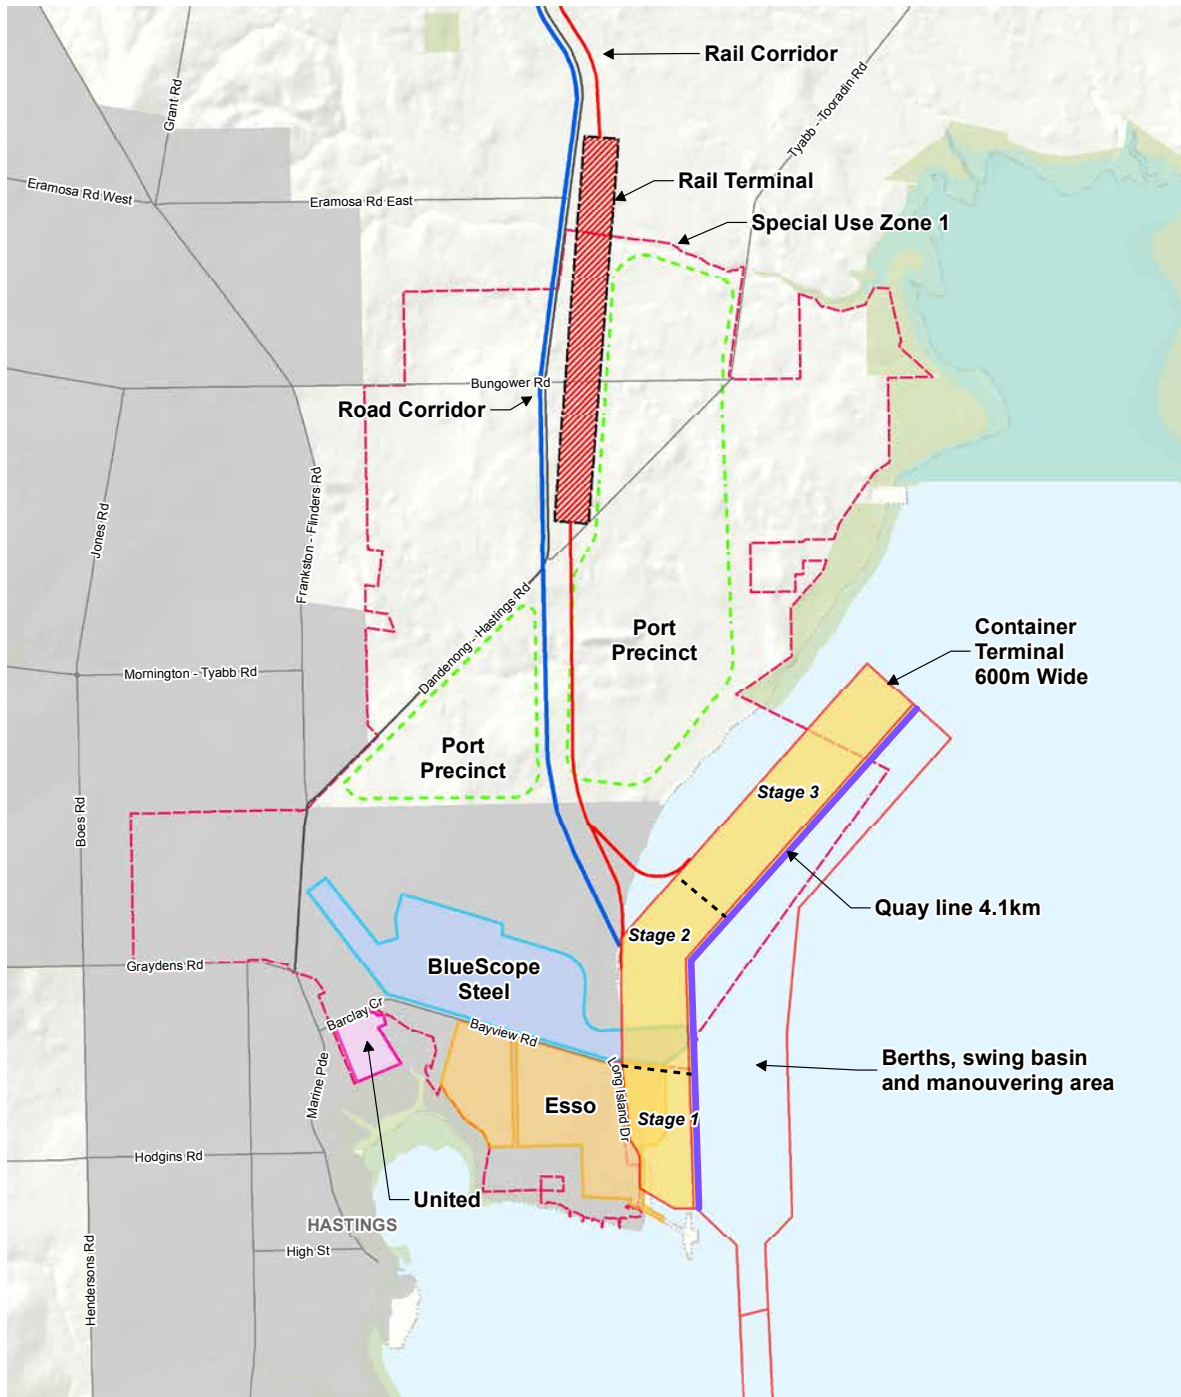 Rail Corridor
Grant Rd
Tyabb - Tooradin Rd
Eramosa Rd West
Eramosa Rd East
Rail Terminal
Special Use Zone 1
Bungower Rd
Road Corridor
Jones Rd
Frankston - Flinders Rd
Dandenong - Hastings Rd
Port
Precinct
Container
Terminal
600m Wide
Mornington - Tyabb Rd
Port
Precinct
Stage 3
Boes Rd
Quay line 4.1km
Stage 2
Graydens Rd
BlueScope
Steel
Barclay Cr
Bayview Rd
Berths, swing basin
and manouvering area
Marine Pde
Long Island Dr
Esso
Stage 1
Hodgins Rd
United
HASTINGS
High St
Hendersons Rd